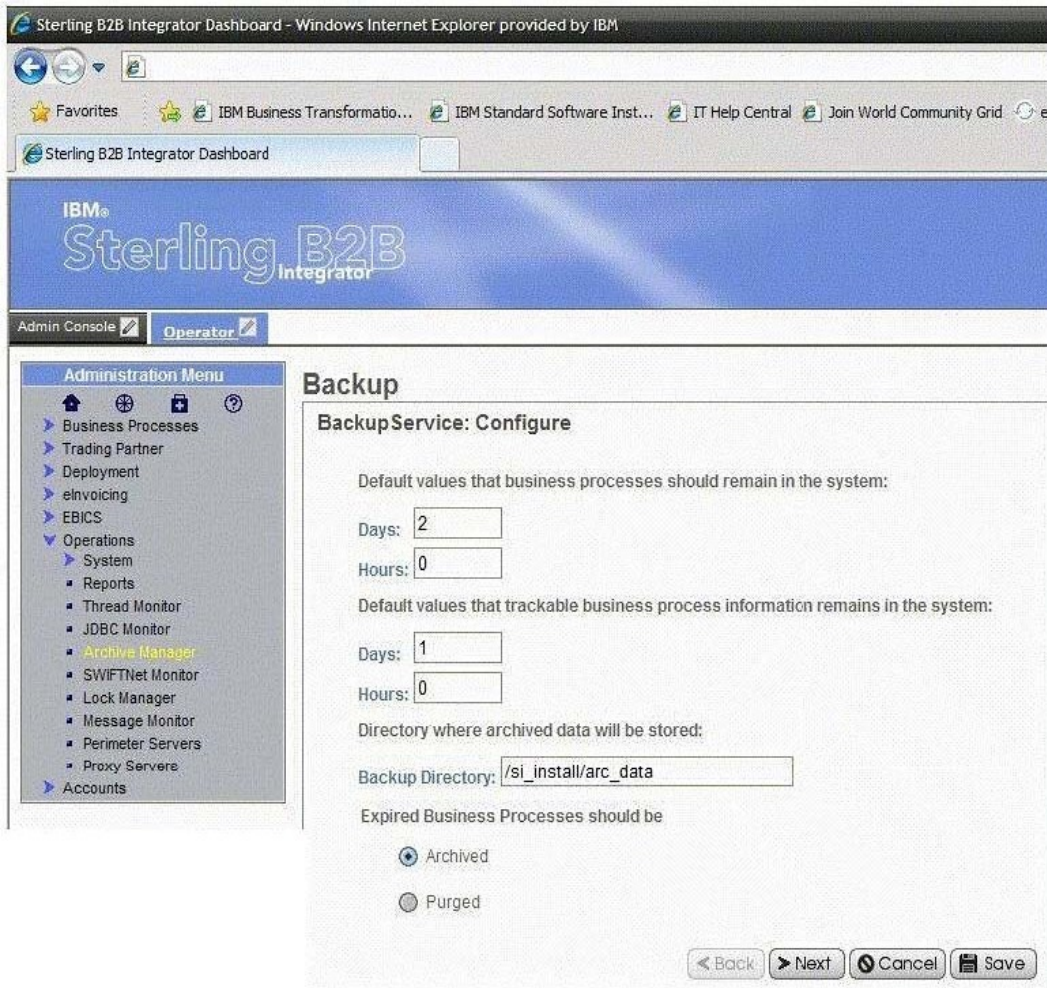 Sterling B2B Integrator Dashboard - Windows Internet Explorer provided by IBM
Favorites IBM Business Transformatio... IBM Standard Software Inst... IT Help Central Join World Community Grid e
Sterling B2B Integrator Dashboard
IBM®
Sterling B2B
Integrator
Admin Console Operator
Administration Menu
Business Processes
Trading Partner
Deployment
eInvoicing
EBICS
Operations
System
Reports
Thread Monitor
JDBC Monitor
Archive Manager
SWIFTNet Monitor
Lock Manager
Message Monitor
Perimeter Servers
Proxy Servers
Accounts
Backup
BackupService: Configure
Default values that business processes should remain in the system:
Days: 2
Hours: 0
Default values that trackable business process information remains in the system:
Days: 1
Hours: 0
Directory where archived data will be stored:
Backup Directory: /si_install/arc_data
Expired Business Processes should be
Archived
Purged
Back Next Cancel Save